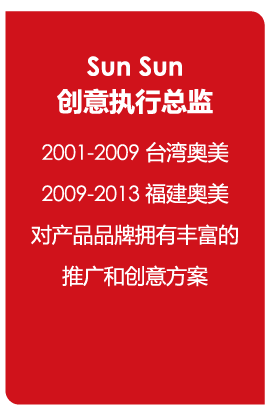 Sun Sun
创意执行总监
2001-2009 台湾奥美
2009-2013 福建奥美
对产品品牌拥有丰富的
推广和创意方案